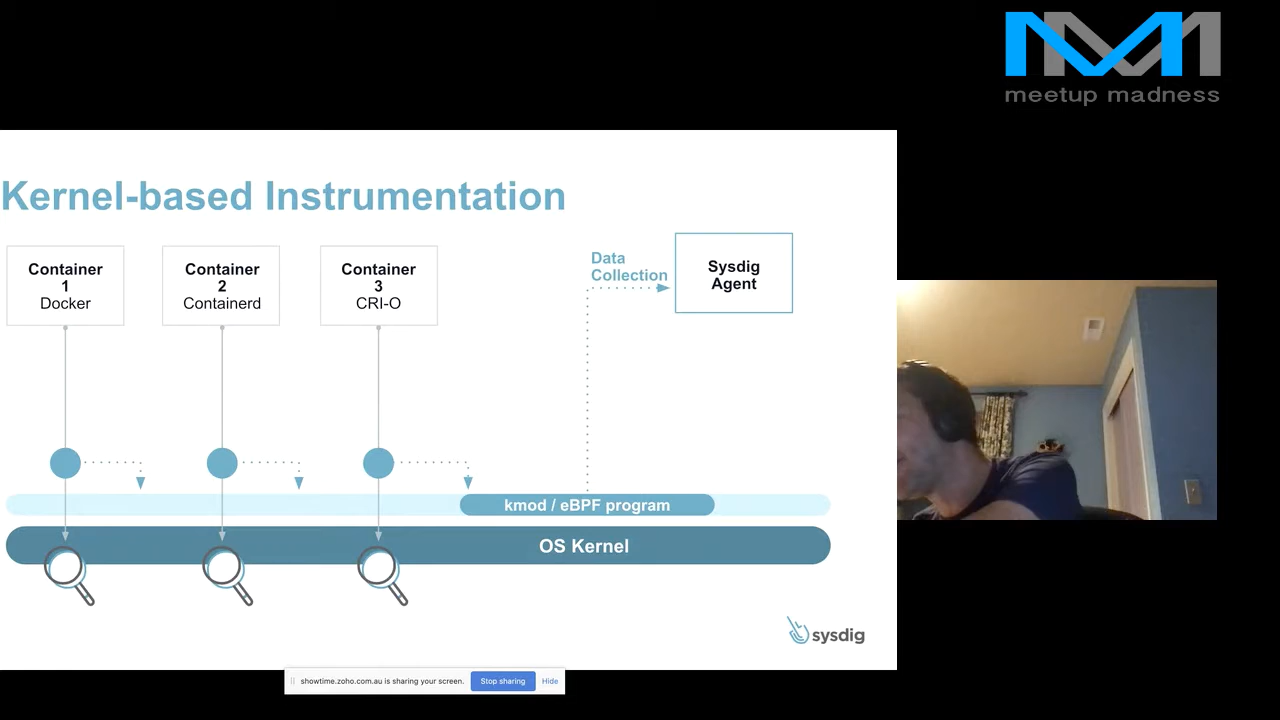 meetup madness
Kernel-based Instrumentation
Container
1
Docker
Container
2
Containerd
Container
3
CRI-O
Data
Collection
Sysdig
Agent
kmod / eBPF program
OS Kernel
sysdig
showtime.zoho.com.au is sharing your screen.
Stop sharing
Hide